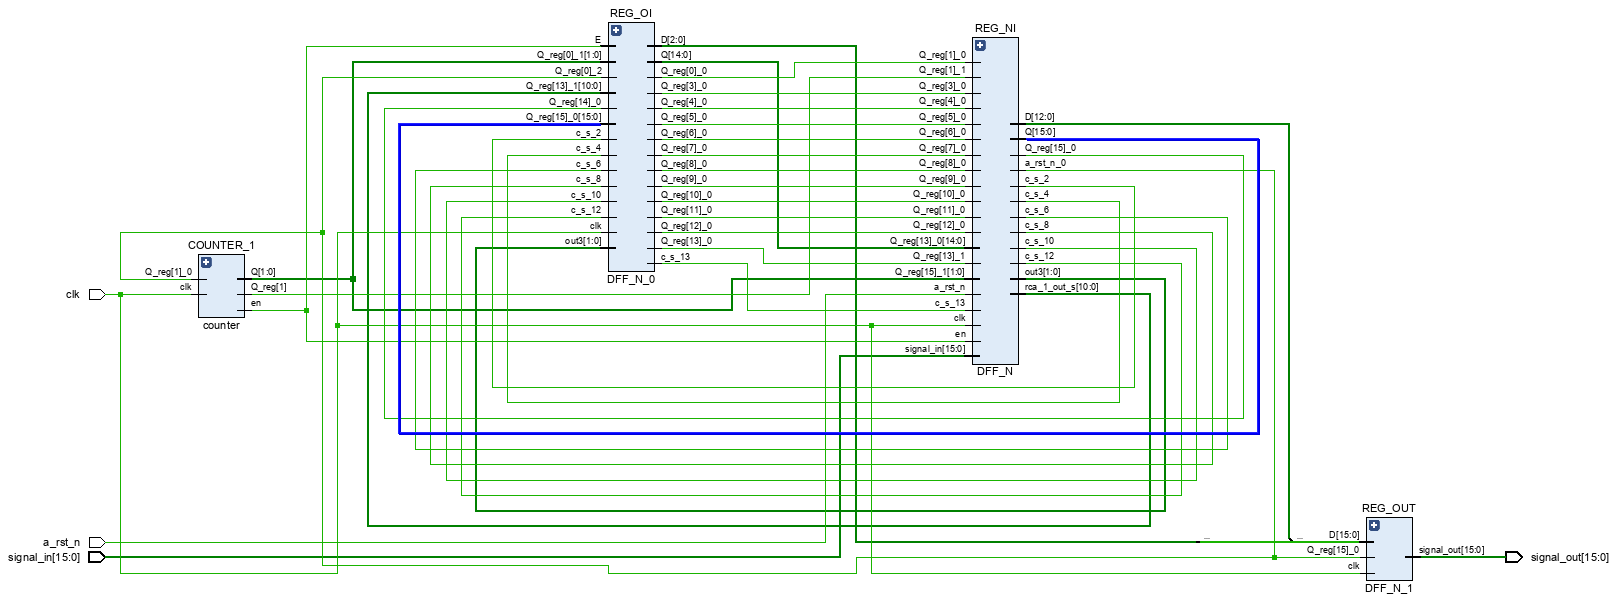 REG_OI
E
Q_reg[0]_1[1:0]
Q_reg[0]_2
Q_reg[13]_1[10:0]
Q_reg[14]_0
Q_reg[15]_0[15:0]
c_s_2
c_s_4
c_s_6
c_s_8
c_s_10
c_s_12
clk
out3[1:0]
D[2:0]
Q[14:0]
Q_reg[0]_0
Q_reg[3]_0
Q_reg[4]_0
Q_reg[5]_0
Q_reg[6]_0
Q_reg[7]_0
Q_reg[8]_0
Q_reg[9]_0
Q_reg[10]_0
Q_reg[11]_0
Q_reg[12]_0
Q_reg[13]_0
c_s_13
DFF_N_0
REG_NI
Q_reg[1]_0
Q_reg[1]_1
Q_reg[3]_0
Q_reg[4]_0
Q_reg[5]_0
Q_reg[6]_0
Q_reg[7]_0
Q_reg[8]_0
Q_reg[9]_0
Q_reg[10]_0
Q_reg[11]_0
Q_reg[12]_0
Q_reg[13]_0[14:0]
Q_reg[13]_1
Q_reg[15]_1[1:0]
a_rst_n
c_s_13
clk
en
signal_in[15:0]
D[12:0]
Q[15:0]
Q_reg[15]_0
a_rst_n_0
c_s_2
c_s_4
c_s_6
c_s_8
c_s_10
c_s_12
out3[1:0]
rca_1_out_s[10:0]
DFF_N
COUNTER_1
Q_reg[1]_0
clk
Q[1:0]
Q_reg[1]
en
counter
clk
a_rst_n
signal_in[15:0]
REG_OUT
D[15:0]
Q_reg[15]_0
clk
signal_out[15:0]
DFF_N_1
signal_out[15:0]